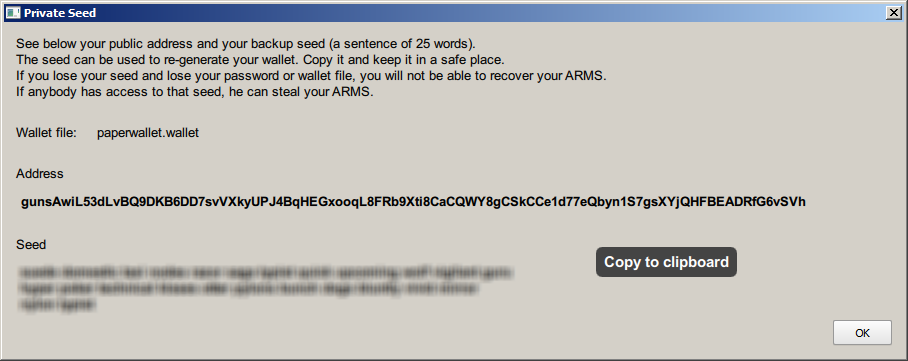 Private Seed
See below your public address and your backup seed (a sentence of 25 words).
The seed can be used to re-generate your wallet. Copy it and keep it in a safe place.
If you lose your seed and lose your password or wallet file, you will not be able to recover your ARMS.
If anybody has access to that seed, he can steal your ARMS.
Wallet file: paperwallet.wallet
Address
gunsAwiL53dLvBQ9DKB6DD7svVXkyUPJ4BqHEGxooqL8FRb9Xti8CaCQWY8gCSkCCe1d77eQbyn1S7gsXYjQHFBEADRfG6vSVh
Seed
Copy to clipboard
OK